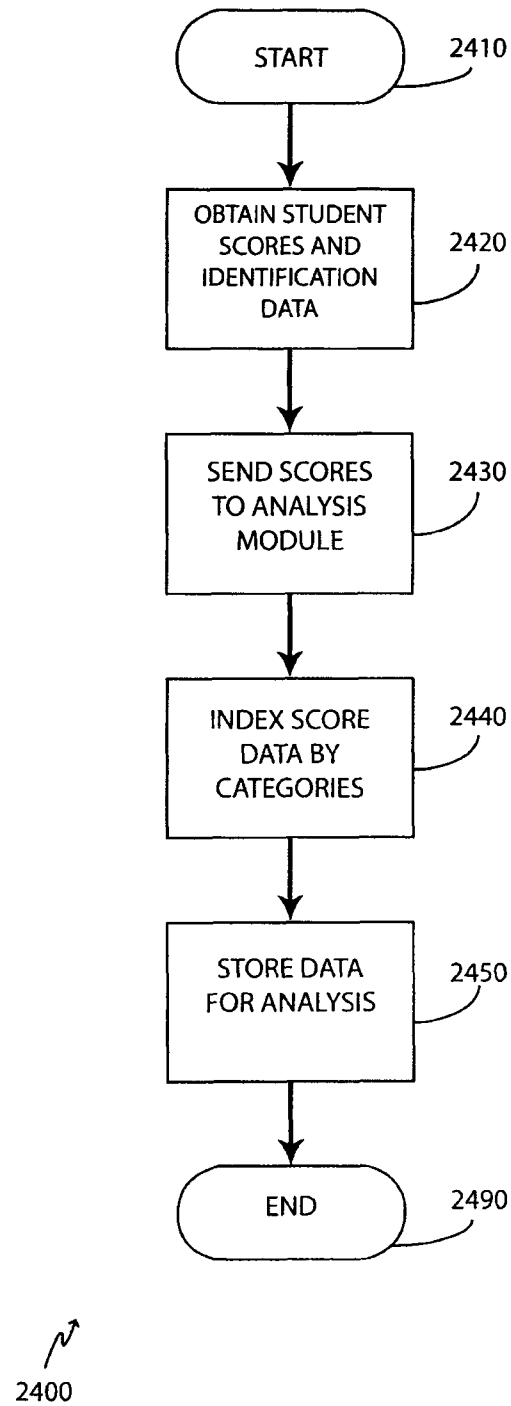 START
2410
OBTAIN STUDENT
SCORES AND
IDENTIFICATION
DATA
2420
SEND SCORES
TO ANALYSIS
MODULE
2430
INDEX SCORE
DATA BY
CATEGORIES
2440
STORE DATA
FOR ANALYSIS
2450
END
2490
2400